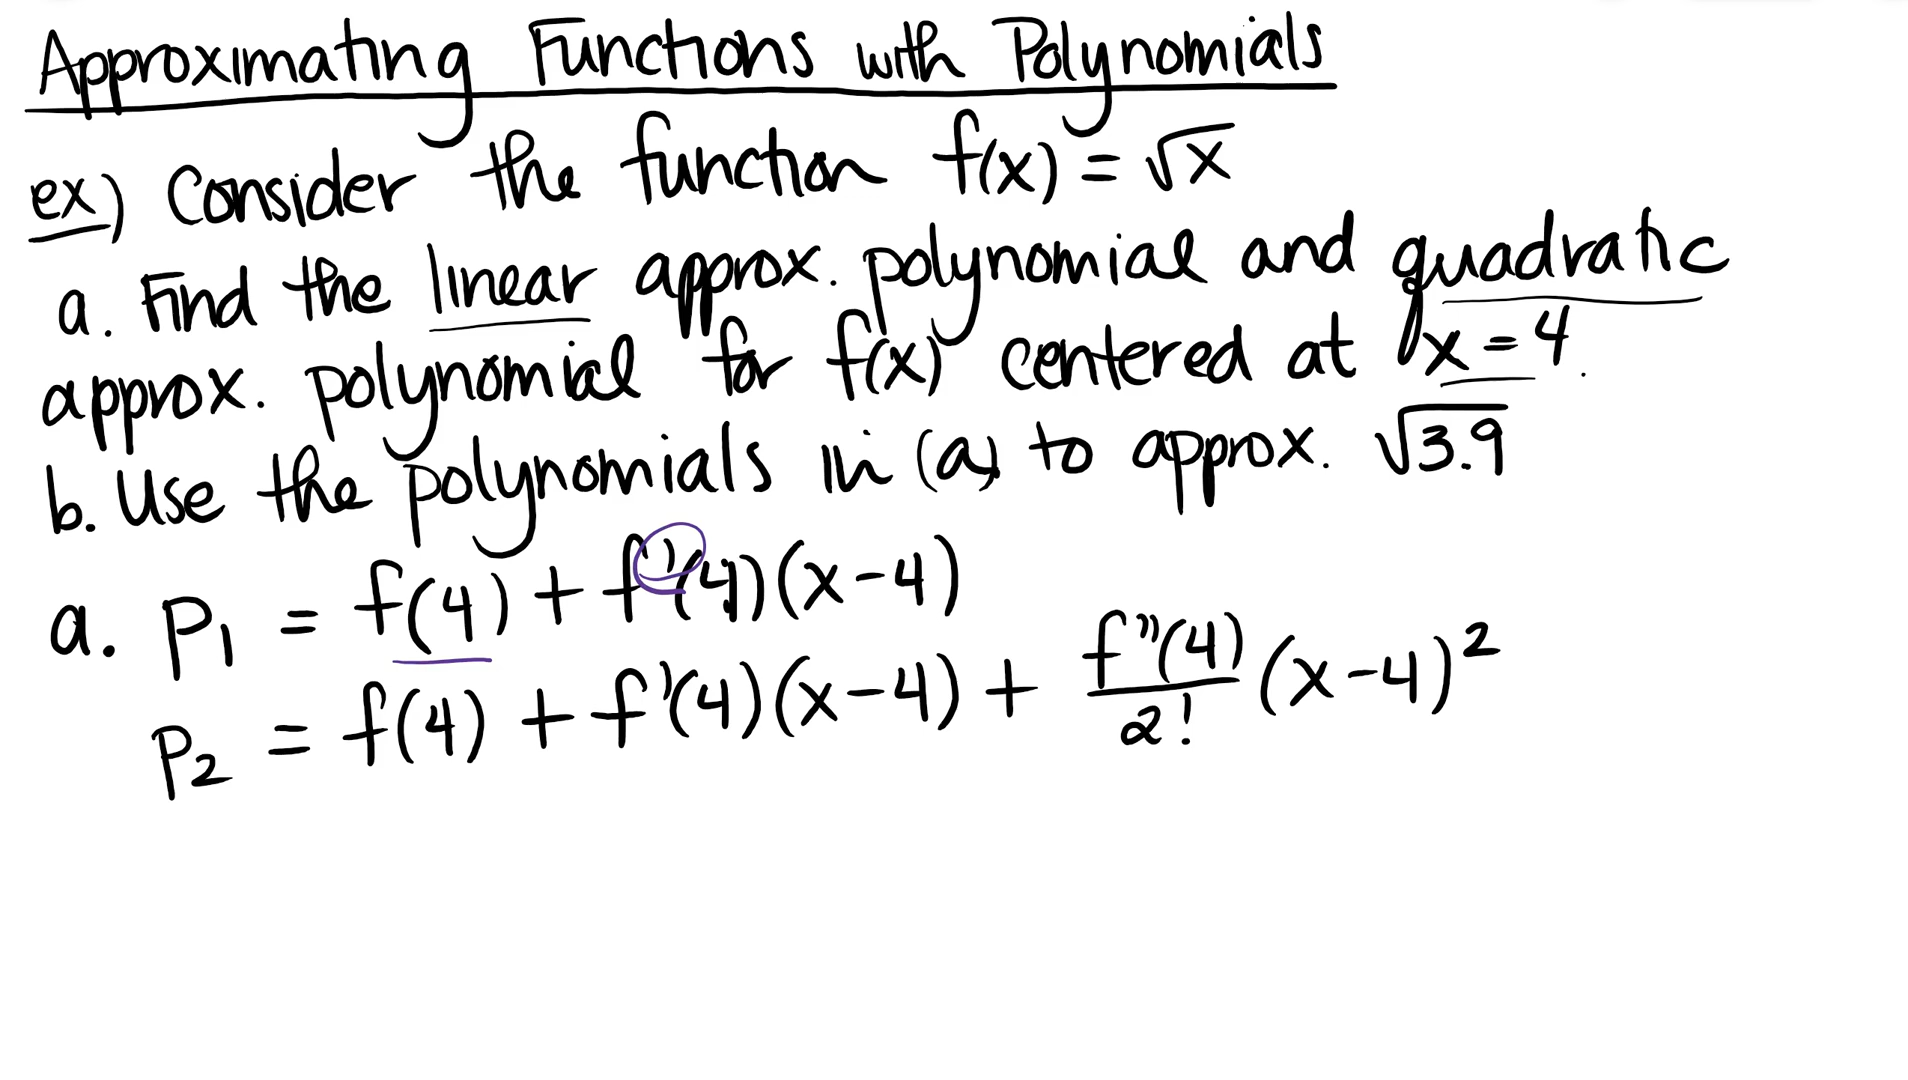 Approximating Functions with Polynomials
ex) Consider the function f(x) = √x
a. Find the linear approx. polynomial and quadratic
approx. polynomial for f(x) centered at x = 4.
b. Use the polynomials in (a) to approx. √3.9
a. P₁ = f(4) + f'(4)(x-4)
P₂ = f(4) + f'(4)(x-4) + f''(4)/2! (x-4)²